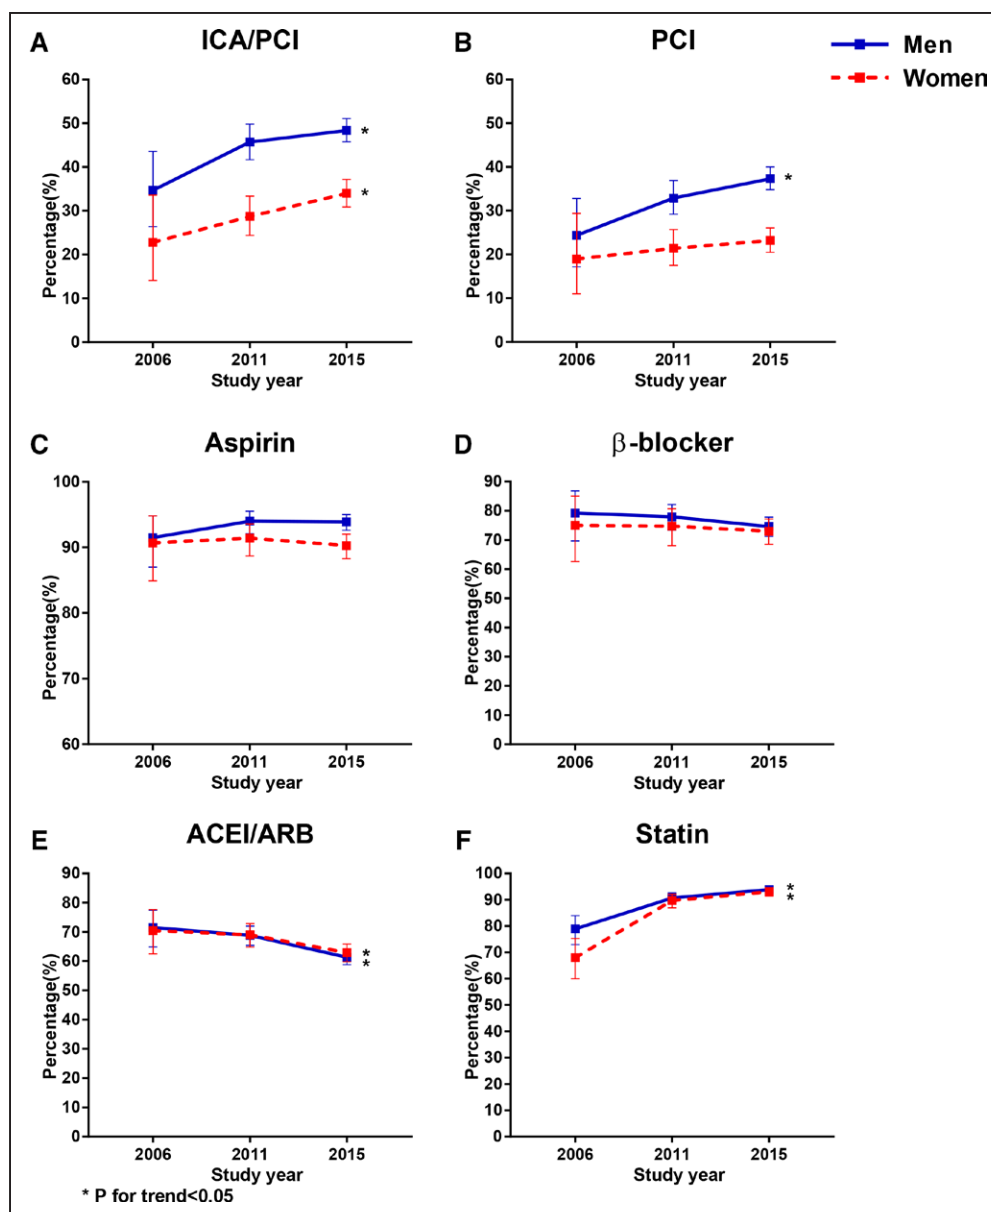 A
ICA/PCI
B
PCI
Men
Women
60
50
40
30
20
10
0
Percentage(%)
2006
2011
2015
Study year
*
*
60
50
40
30
20
10
0
Percentage(%)
2006
2011
2015
Study year
*
C
Aspirin
100
90
80
70
60
Percentage(%)
2006
2011
2015
Study year
D
β-blocker
90
80
70
60
50
40
30
20
10
0
Percentage(%)
2006
2011
2015
Study year
E
ACEI/ARB
90
80
70
60
50
40
30
20
10
0
Percentage(%)
2006
2011
2015
Study year
*
*
F
Statin
100
90
80
70
60
50
40
30
20
10
0
Percentage(%)
2006
2011
2015
Study year
*
*
* P for trend<0.05